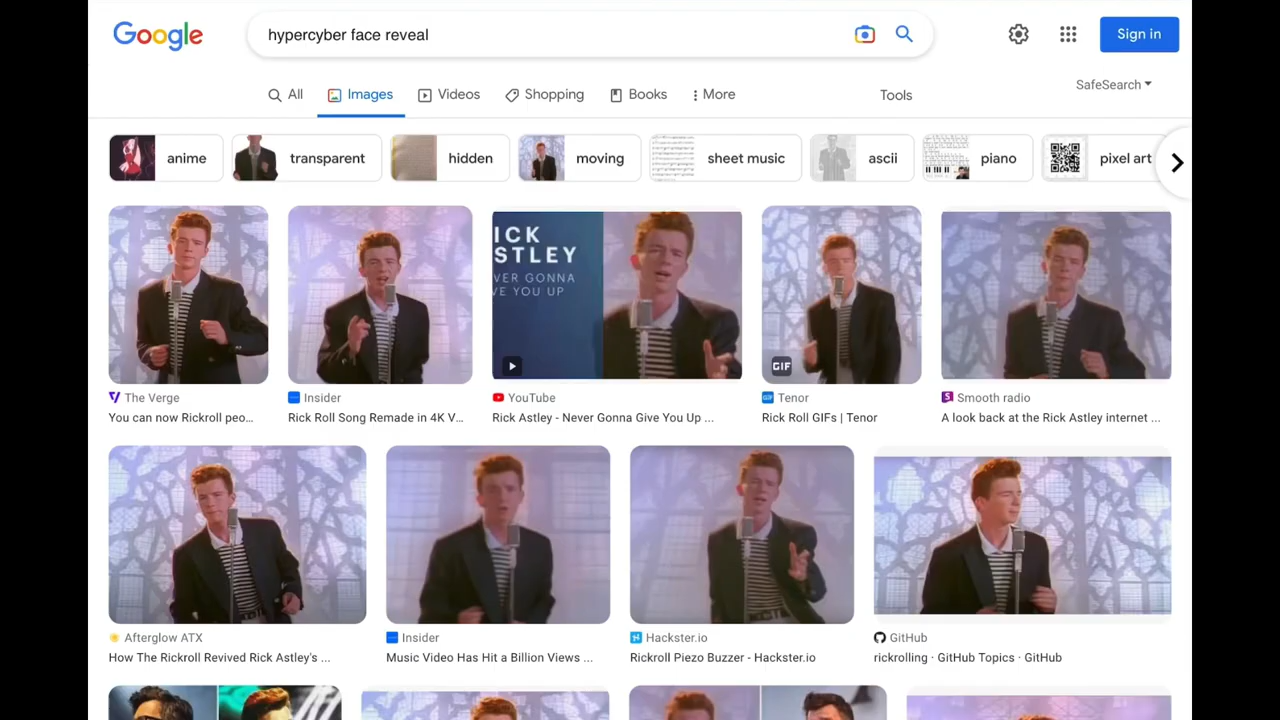 Google
hypercyber face reveal
Sign in
All
Images
Videos
Shopping
Books
More
Tools
SafeSearch
anime
transparent
hidden
moving
sheet music
ascii
piano
pixel art
ICK
STLEY
VER GONNA
VE YOU UP
GIF
The Verge
You can now Rickroll peo...
Insider
Rick Roll Song Remade in 4K V...
YouTube
Rick Astley - Never Gonna Give You Up ...
GIF
Tenor
Rick Roll GIFs | Tenor
S
Smooth radio
A look back at the Rick Astley internet ...
Afterglow ATX
How The Rickroll Revived Rick Astley's ...
Insider
Music Video Has Hit a Billion Views ...
Hackster.io
Rickroll Piezo Buzzer - Hackster.io
GitHub
rickrolling · GitHub Topics · GitHub